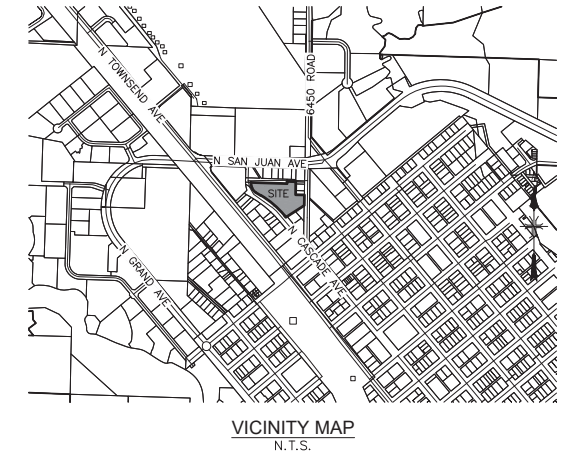 N TOWNSEND AVE
6450 ROAD
N SAN JUAN AVE
SITE
N CASCADE AVE
N GRAND AVE
VICINITY MAP
N.T.S.